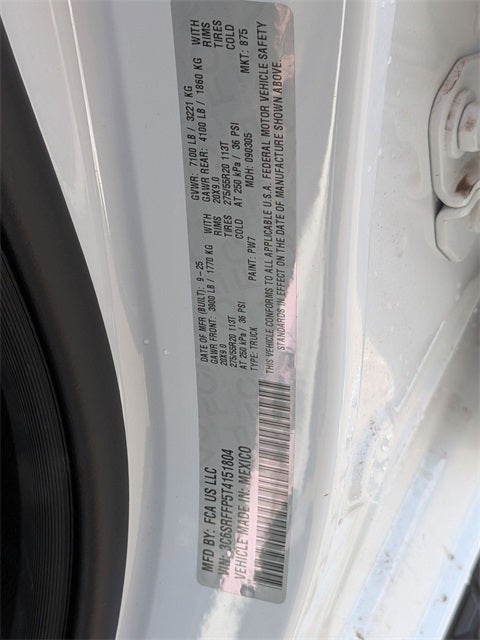 MFD BY: FCA US LLC
VIN: 3C6SRFFP5T4151804
VEHICLE MADE IN: MEXICO
DATE OF MFR (BUILT): 9-25
GAWR FRONT: 3900 LB / 1770 KG WITH
20X9.0 RIMS
275/55R20 113T TIRES
AT 250 kPa / 36 PSI COLD
TYPE: TRUCK PAINT: PW7
GVWR: 7100 LB / 3221 KG
GAWR REAR: 4100 LB / 1860 KG WITH
20X9.0 RIMS
275/55R20 113T TIRES
AT 250 kPa / 36 PSI COLD
MDH: 090305 MKT: 875
THIS VEHICLE CONFORMS TO ALL APPLICABLE U.S.A. FEDERAL MOTOR VEHICLE SAFETY
STANDARDS IN EFFECT ON THE DATE OF MANUFACTURE SHOWN ABOVE.